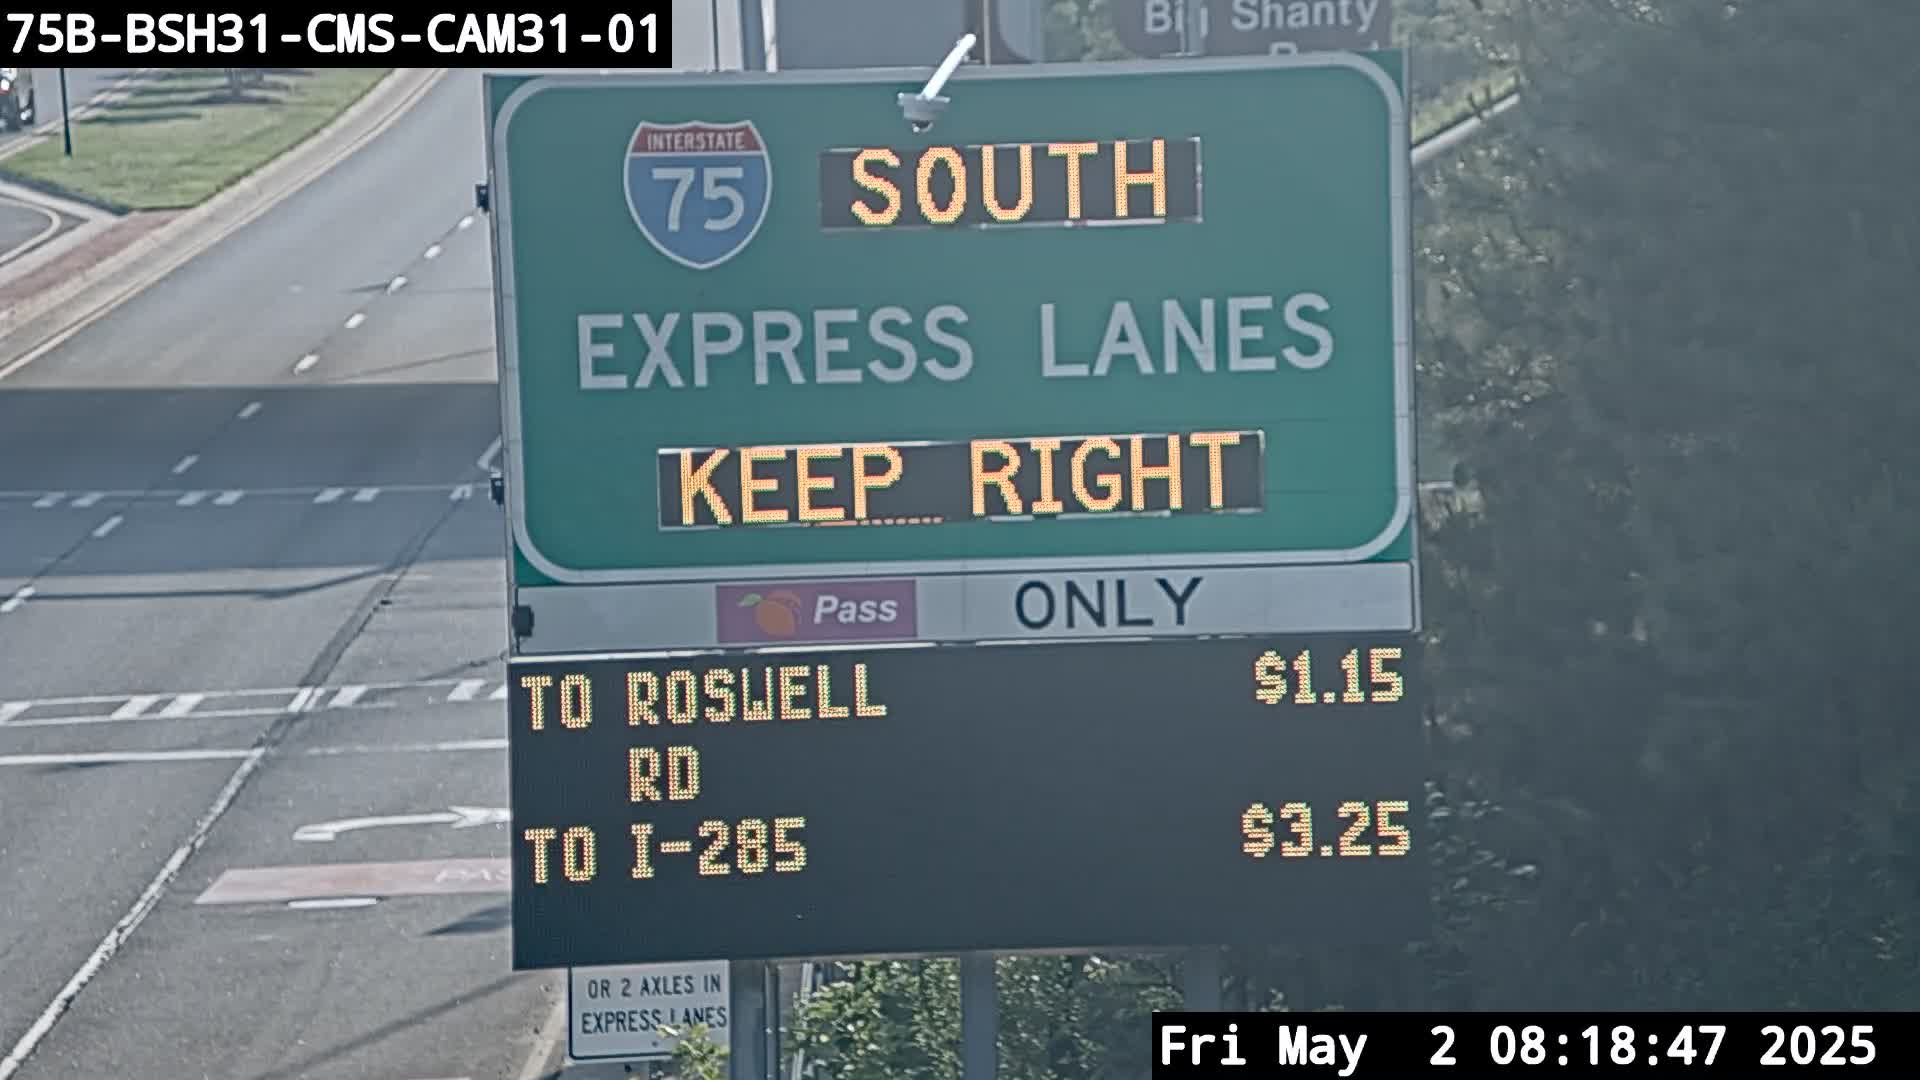 75B-BSH31-CMS-CAM31-01
Big Shanty
INTERSTATE
75
SOUTH
EXPRESS LANES
KEEP RIGHT
Pass ONLY
TO ROSWELL $1.15
RD
TO I-285 $3.25
OR 2 AXLES IN
EXPRESS LANES
Fri May 2 08:18:47 2025